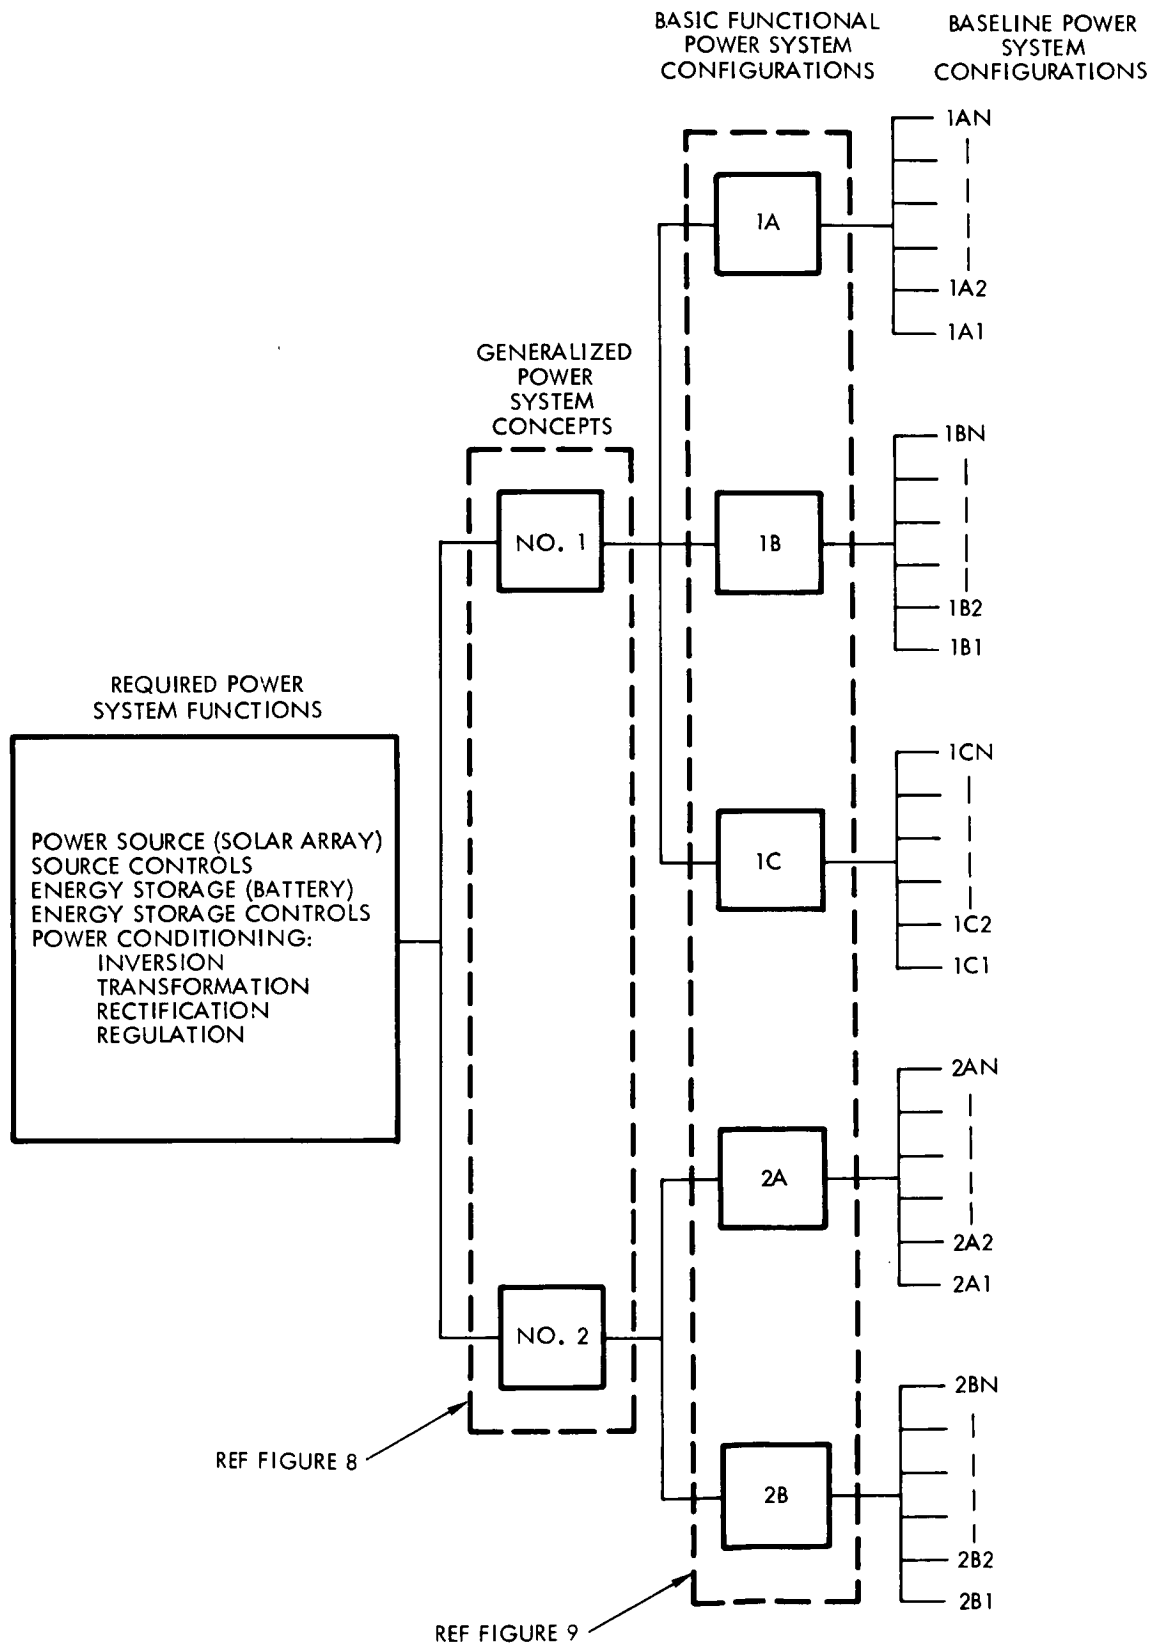 BASIC FUNCTIONAL
POWER SYSTEM
CONFIGURATIONS
BASELINE POWER
SYSTEM
CONFIGURATIONS
1AN
1A
1A2
1A1
GENERALIZED
POWER
SYSTEM
CONCEPTS
1BN
NO. 1
1B
1B2
1B1
REQUIRED POWER
SYSTEM FUNCTIONS
POWER SOURCE (SOLAR ARRAY)
SOURCE CONTROLS
ENERGY STORAGE (BATTERY)
ENERGY STORAGE CONTROLS
POWER CONDITIONING:
INVERSION
TRANSFORMATION
RECTIFICATION
REGULATION
1CN
1C
1C2
1C1
2AN
2A
2A2
2A1
NO. 2
2BN
2B
2B2
2B1
REF FIGURE 8
REF FIGURE 9